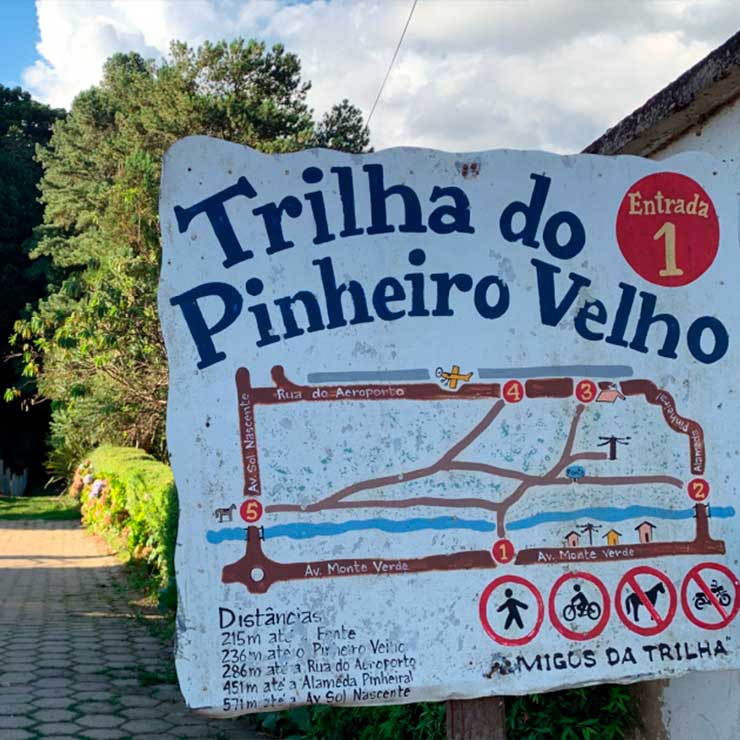 Trilha do
Pinheiro Velho
Entrada
1
Rua do Aeroporto
4
3
Av. Sol Nascente
Alameda Pinheiral
5
2
1
Av. Monte Verde
Av. Monte Verde
Distâncias
215m até a Fonte
236m até o Pinheiro Velho
286m até a Rua do Aeroporto
451m até a Alameda Pinheiral
571m até a Av Sol Nascente
"AMIGOS DA TRILHA"